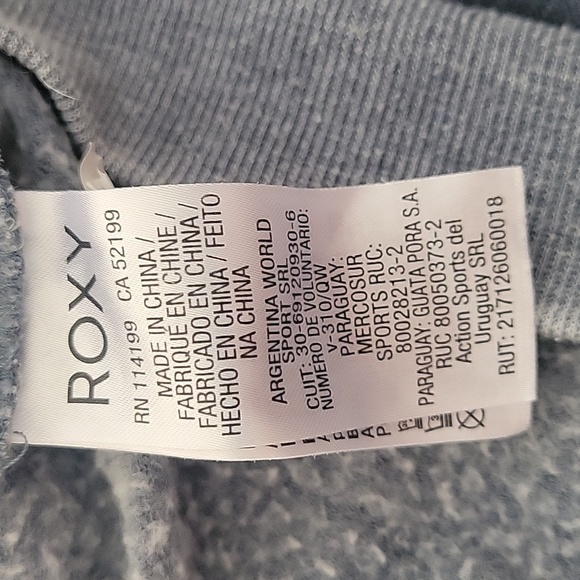 ROXY
RN 114199 CA 52199
MADE IN CHINA /
FABRIQUE EN CHINE /
FABRICADO EN CHINA /
HECHO EN CHINA / FEITO
NA CHINA
ARGENTINA WORLD
SPORT SRL
CUIT: 30-69120930-6
NUMERO DE VOLUNTARIO:
V-310/QW
PARAGUAY:
MERCOSUR
SPORTS RUC:
80028213-2
PARAGUAY: GUATA PORA S.A.
RUC 80050373-2
Action Sports del
Uruguay SRL
RUT: 217126060018